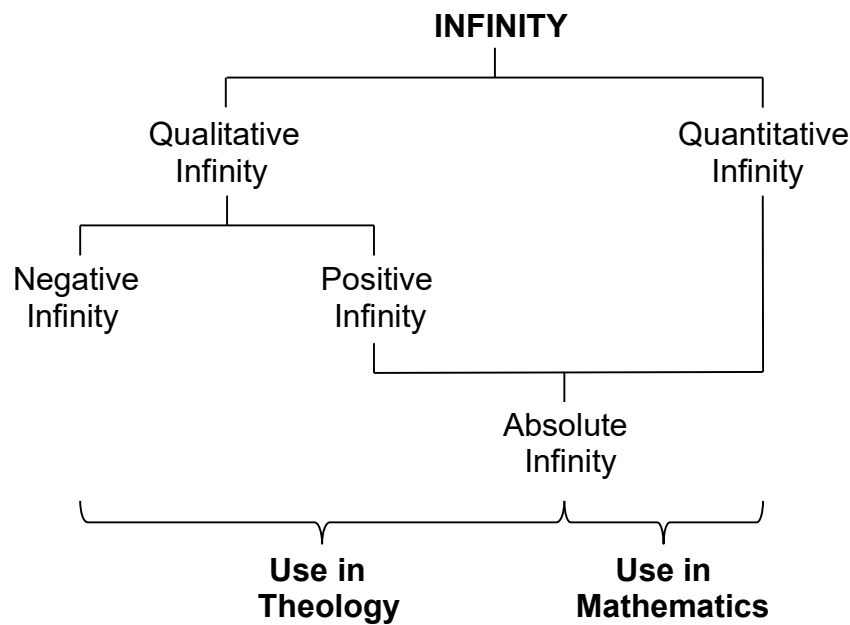 INFINITY
Qualitative
Infinity
Quantitative
Infinity
Negative
Infinity
Positive
Infinity
Absolute
Infinity
Use in
Theology
Use in
Mathematics